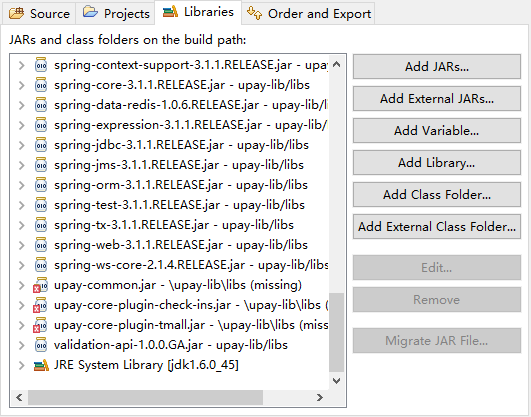 Source Projects Libraries Order and Export
JARs and class folders on the build path:
spring-context-support-3.1.1.RELEASE.jar - upay
spring-core-3.1.1.RELEASE.jar - upay-lib/libs
spring-data-redis-1.0.6.RELEASE.jar - upay-lib/libs
spring-expression-3.1.1.RELEASE.jar - upay-lib/
spring-jdbc-3.1.1.RELEASE.jar - upay-lib/libs
spring-jms-3.1.1.RELEASE.jar - upay-lib/libs
spring-orm-3.1.1.RELEASE.jar - upay-lib/libs
spring-test-3.1.1.RELEASE.jar - upay-lib/libs
spring-tx-3.1.1.RELEASE.jar - upay-lib/libs
spring-web-3.1.1.RELEASE.jar - upay-lib/libs
spring-ws-core-2.1.4.RELEASE.jar - upay-lib/libs
upay-common.jar - \upay-lib\libs (missing)
upay-core-plugin-check-ins.jar - \upay-lib\libs (
upay-core-plugin-tmall.jar - \upay-lib\libs (miss
validation-api-1.0.0.GA.jar - upay-lib/libs
JRE System Library [jdk1.6.0_45]
Add JARs...
Add External JARs...
Add Variable...
Add Library...
Add Class Folder...
Add External Class Folder...
Edit...
Remove
Migrate JAR File...